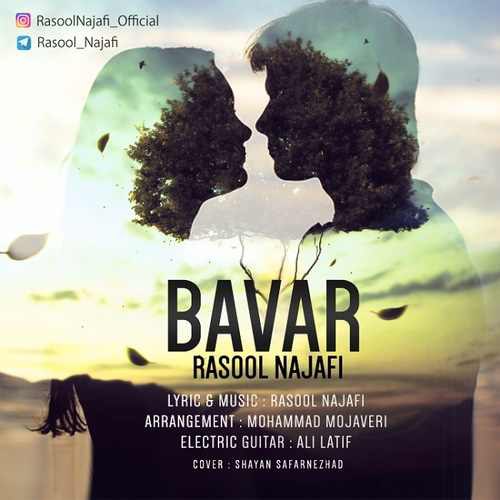 RasoolNajafi_Official
Rasool_Najafi
BAVAR
RASOOL NAJAFI
LYRIC & MUSIC : RASOOL NAJAFI
ARRANGEMENT : MOHAMMAD MOJAVERI
ELECTRIC GUITAR : ALI LATIF
COVER : SHAYAN SAFARNEZHAD